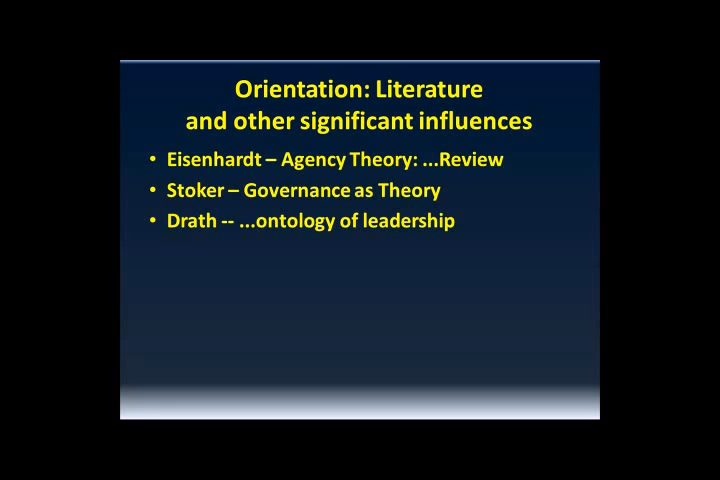 Orientation: Literature
and other significant influences
• Eisenhardt – Agency Theory: ...Review
• Stoker – Governance as Theory
• Drath -- ...ontology of leadership